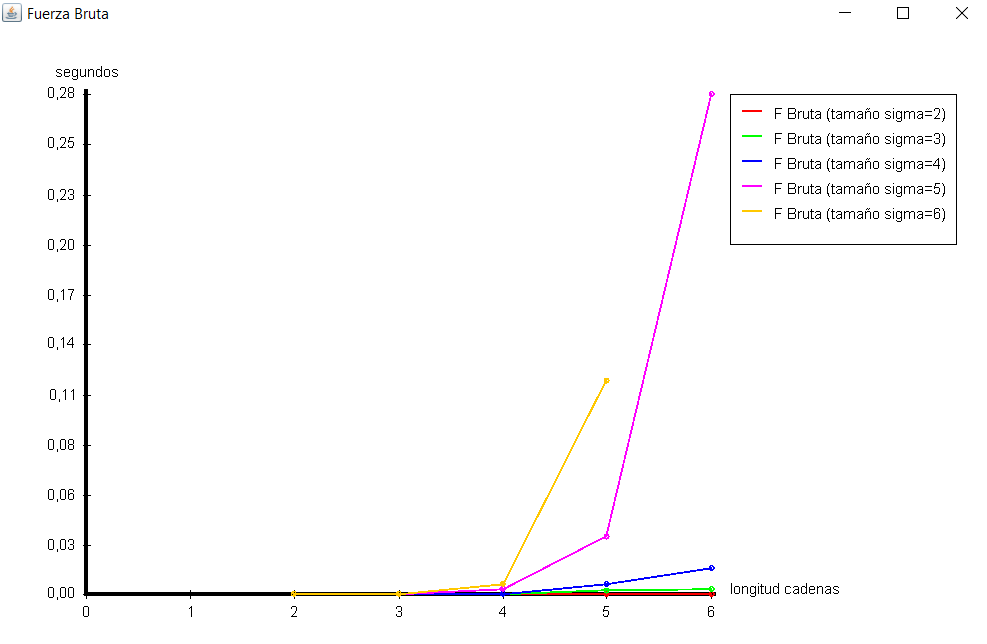 Fuerza Bruta
segundos
0,28
0,25
0,23
0,20
0,17
0,14
0,11
0,08
0,06
0,03
0,00
0 1 2 3 4 5 6
longitud cadenas
F Bruta (tamaño sigma=2)
F Bruta (tamaño sigma=3)
F Bruta (tamaño sigma=4)
F Bruta (tamaño sigma=5)
F Bruta (tamaño sigma=6)